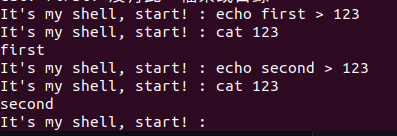 It's my shell, start! : echo first > 123
It's my shell, start! : cat 123
first
It's my shell, start! : echo second > 123
It's my shell, start! : cat 123
second
It's my shell, start! :